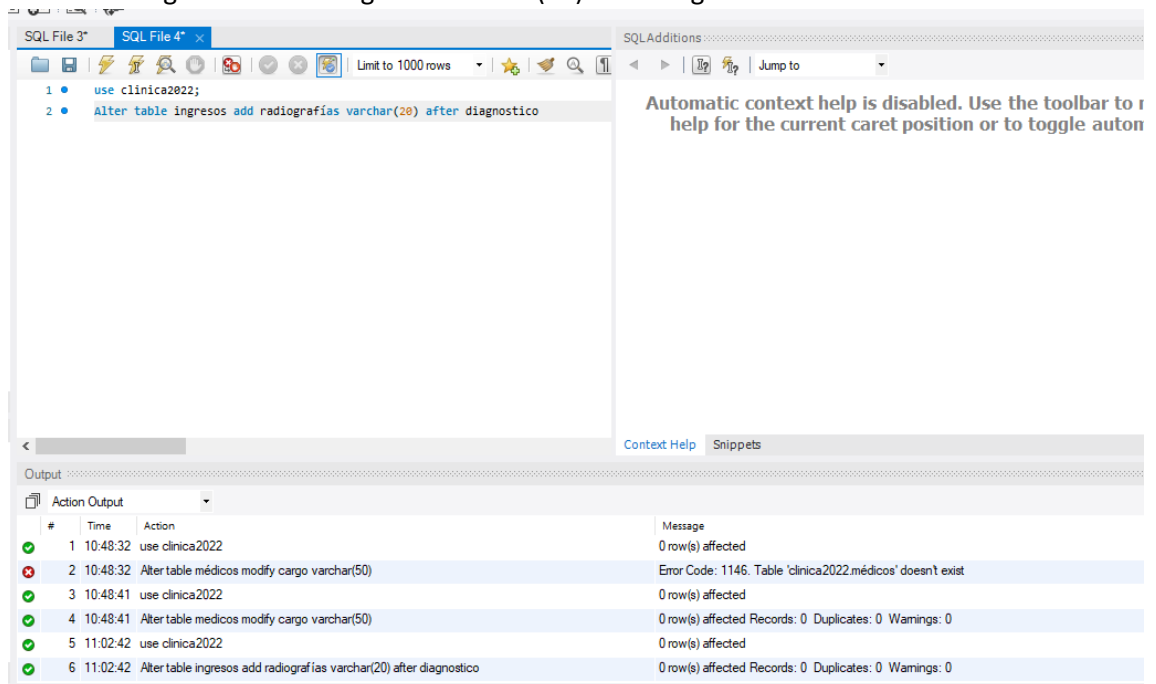 SQL File 3* SQL File 4* ×
SQLAdditions
Limit to 1000 rows
Jump to
1 use clinica2022;
2 Alter table ingresos add radiografías varchar(20) after diagnostico
Automatic context help is disabled. Use the toolbar to
help for the current caret position or to toggle
Context Help Snippets
Output
Action Output
# Time Action Message
1 10:48:32 use clinica2022 0 row(s) affected
2 10:48:32 Alter table médicos modify cargo varchar(50) Error Code: 1146. Table 'clinica2022.médicos' doesn't exist
3 10:48:41 use clinica2022 0 row(s) affected
4 10:48:41 Alter table medicos modify cargo varchar(50) 0 row(s) affected Records: 0 Duplicates: 0 Warnings: 0
5 11:02:42 use clinica2022 0 row(s) affected
6 11:02:42 Alter table ingresos add radiografías varchar(20) after diagnostico 0 row(s) affected Records: 0 Duplicates: 0 Warnings: 0